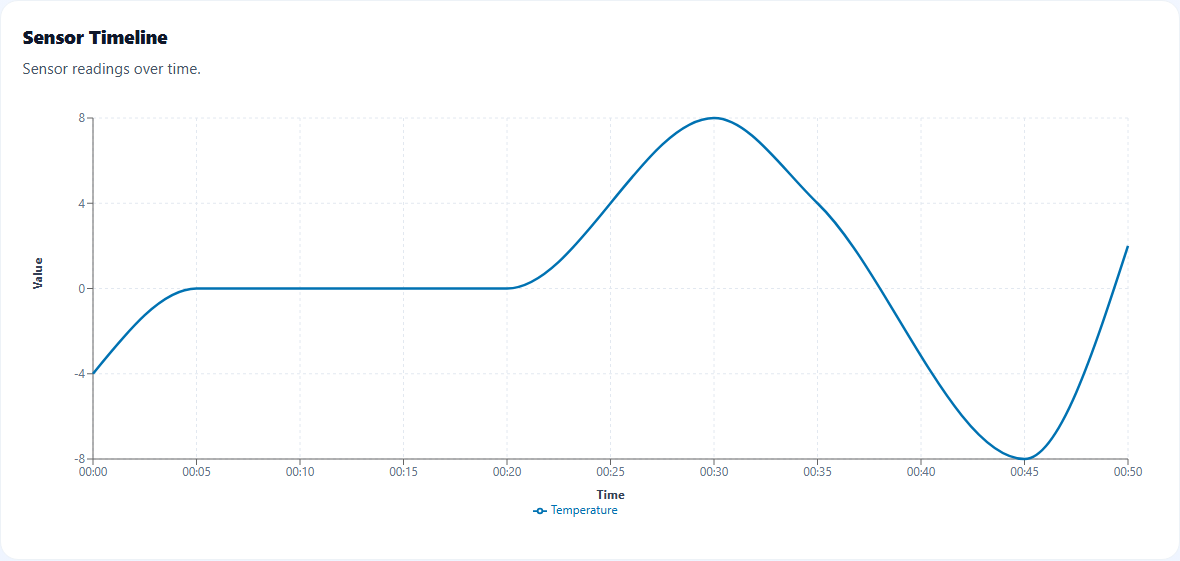 Sensor Timeline
Sensor readings over time.
8
4
0
-4
-8
Value
00:00 00:05 00:10 00:15 00:20 00:25 00:30 00:35 00:40 00:45 00:50
Time
Temperature